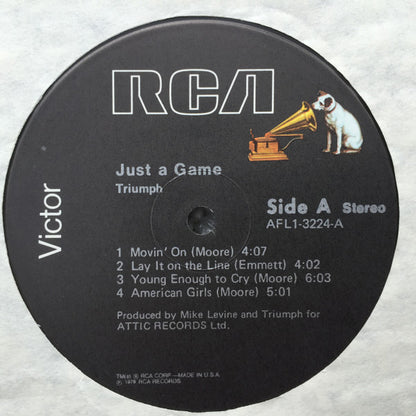 RCA
Just a Game
Triumph
Side A Stereo
AFL1-3224-A
Victor
1 Movin' On (Moore) 4:07
2 Lay It on the Line (Emmett) 4:02
3 Young Enough to Cry (Moore) 6:03
4 American Girls (Moore) 5:01
Produced by Mike Levine and Triumph for
ATTIC RECORDS Ltd.
TMK(s) ® RCA CORP.—MADE IN U.S.A.
℗ 1979 RCA RECORDS